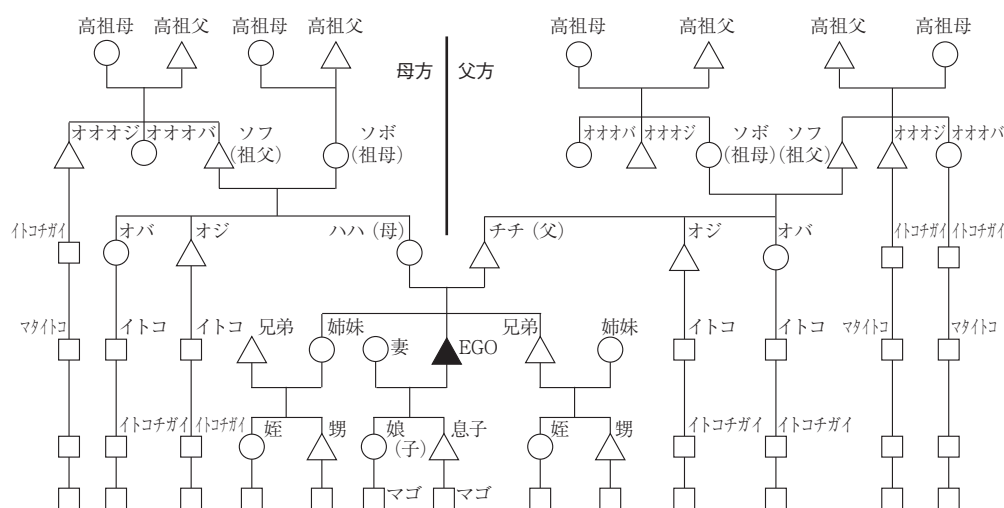 高祖母 高祖父 高祖母 高祖父 高祖母 高祖父 高祖父 高祖母
母方 父方
オオオジ オオオバ ソフ ソボ オオオバ オオオジ ソボ ソフ オオオジ オオオバ
(祖父) (祖母) (祖母) (祖父)
イトコチガイ オバ オジ ハハ (母) チチ (父) オジ オバ イトコチガイ イトコチガイ
マタイトコ イトコ イトコ 兄弟 姉妹 兄弟 姉妹 イトコ イトコ マタイトコ マタイトコ
妻 EGO
イトコチガイ イトコチガイ 姪 甥 娘 息子 姪 甥 イトコチガイ イトコチガイ
(子)
マゴ マゴ